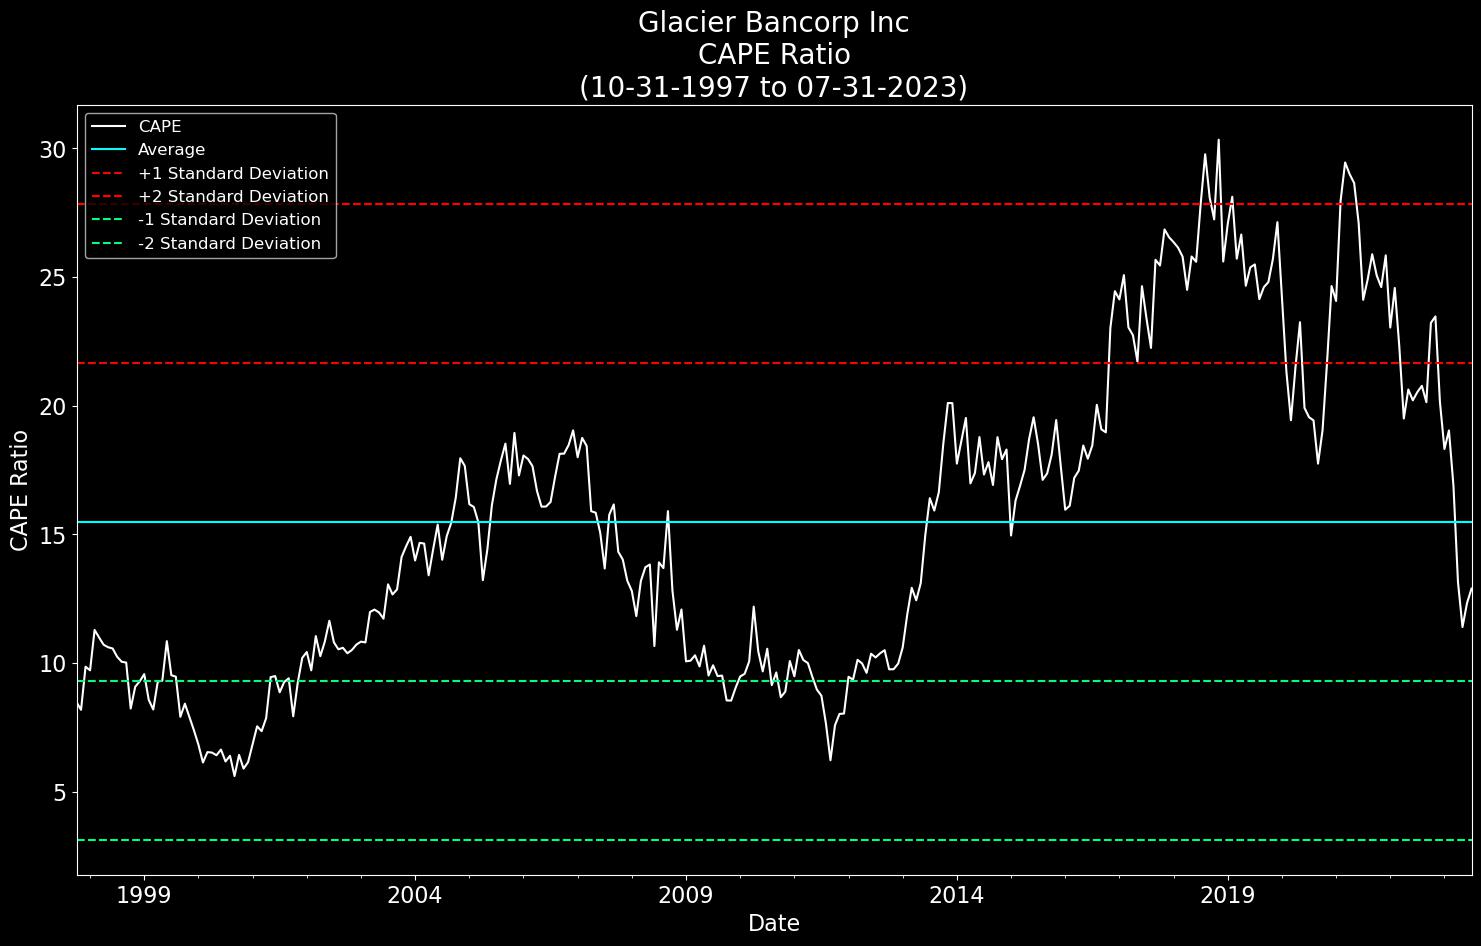 Glacier Bancorp Inc
CAPE Ratio
(10-31-1997 to 07-31-2023)
CAPE
Average
+1 Standard Deviation
+2 Standard Deviation
-1 Standard Deviation
-2 Standard Deviation
30
25
20
15
10
5
CAPE Ratio
1999 2004 2009 2014 2019
Date